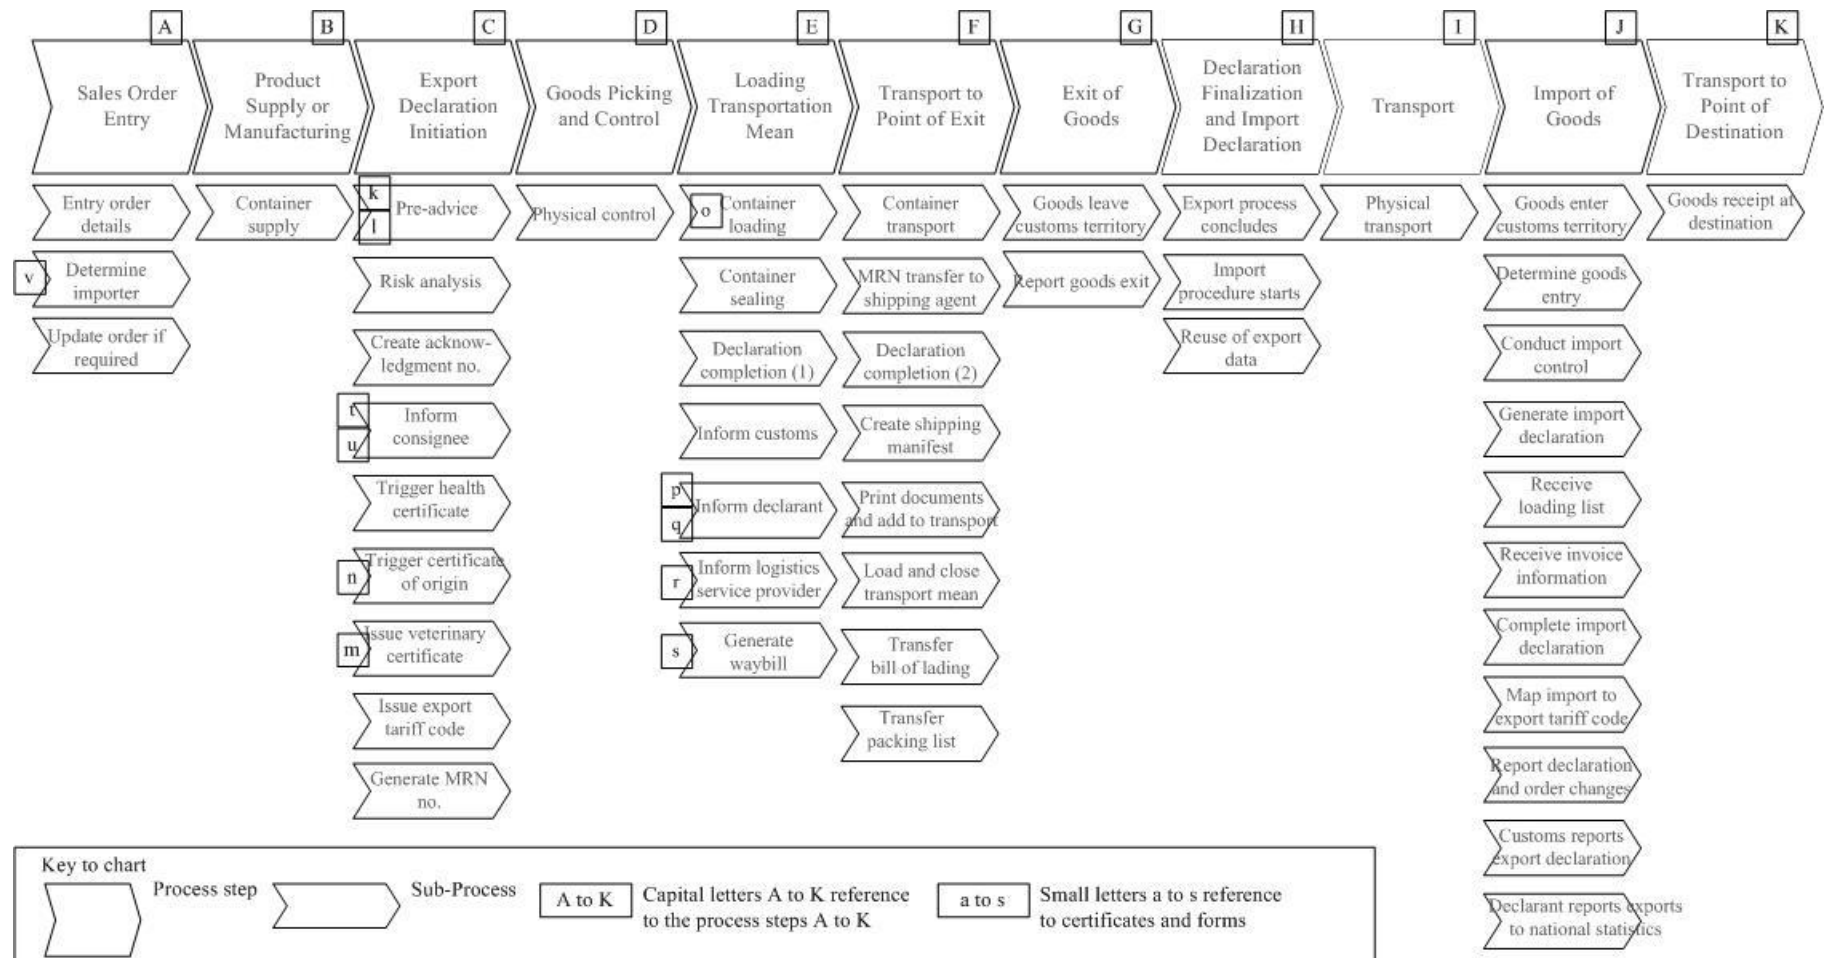 A
B
C
D
E
F
G
H
I
J
K
Sales Order
Entry
Product
Supply or
Manufacturing
Export
Declaration
Initiation
Goods Picking
and Control
Loading
Transportation
Mean
Transport to
Point of Exit
Exit of
Goods
Declaration
Finalization
and Import
Declaration
Transport
Import of
Goods
Transport to
Point of
Destination
Entry order
details
v
Determine
importer
Update order if
required
Container
supply
k
l
Pre-advice
Risk analysis
Create acknow-
ledgment no.
t
u
Inform
consignee
Trigger health
certificate
n
Trigger certificate
of origin
m
Issue veterinary
certificate
Issue export
tariff code
Generate MRN
no.
Physical control
o
Container
loading
Container
sealing
Declaration
completion (1)
Inform customs
p
q
Inform declarant
r
Inform logistics
service provider
s
Generate
waybill
Container
transport
MRN transfer to
shipping agent
Declaration
completion (2)
Create shipping
manifest
Print documents
and add to transport
Load and close
transport mean
Transfer
bill of lading
Transfer
packing list
Goods leave
customs territory
Report goods exit
Export process
concludes
Import
procedure starts
Reuse of export
data
Physical
transport
Goods enter
customs territory
Determine goods
entry
Conduct import
control
Generate import
declaration
Receive
loading list
Receive invoice
information
Complete import
declaration
Map import to
export tariff code
Report declaration
and order changes
Customs reports
export declaration
Declarant reports exports
to national statistics
Goods receipt at
destination
Key to chart
Process step
Sub-Process
A to K
Capital letters A to K reference
to the process steps A to K
a to s
Small letters a to s reference
to certificates and forms